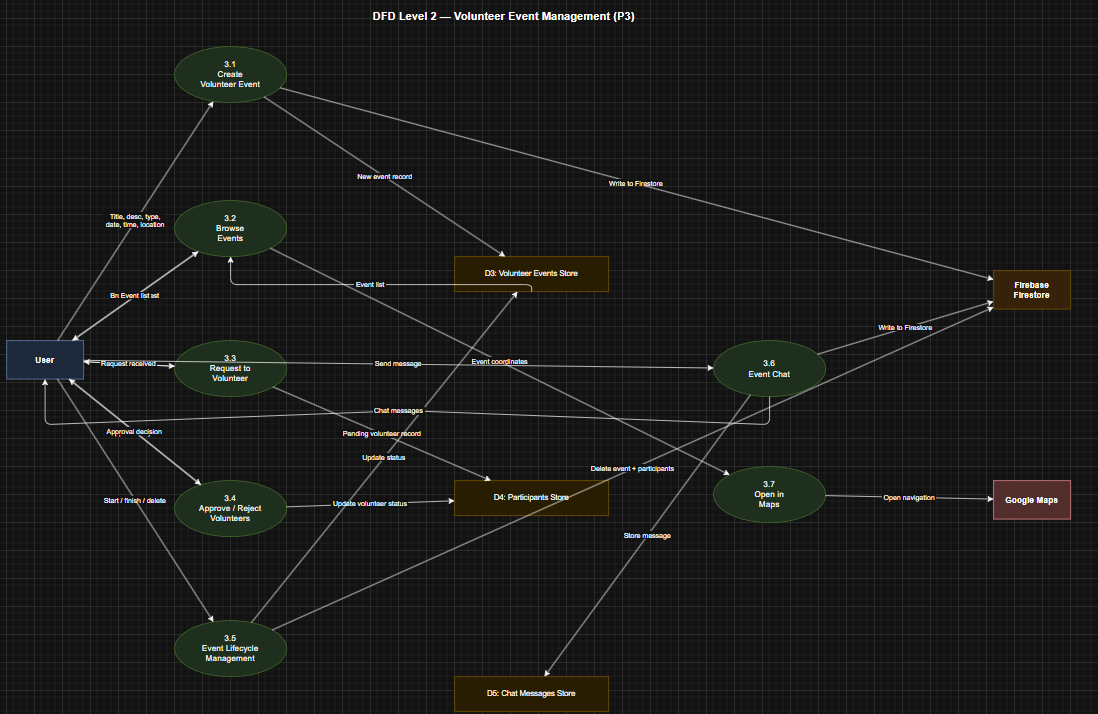 DFD Level 2 — Volunteer Event Management (P3)
3.1
Create
Volunteer Event
New event record
Write to Firestore
Title, desc, type,
date, time, location
3.2
Browse
Events
D3: Volunteer Events Store
Event list
Firebase
Firestore
Event list
Write to Firestore
User
Request received
3.3
Request to
Volunteer
Send message
Event coordinates
3.6
Event Chat
Chat messages
Approval decision
Pending volunteer record
Update status
Delete event + participants
3.4
Approve / Reject
Volunteers
Start / finish / delete
Update volunteer status
D4: Participants Store
3.7
Open in
Maps
Open navigation
Google Maps
Store message
3.5
Event Lifecycle
Management
D5: Chat Messages Store